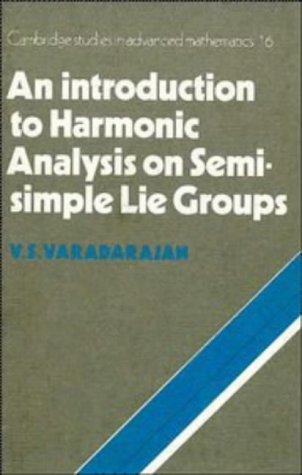 Cambridge studies in advanced mathematics 16
An introduction
to Harmonic
Analysis on Semi-
simple Lie Groups
V.S.VARADARAJAN